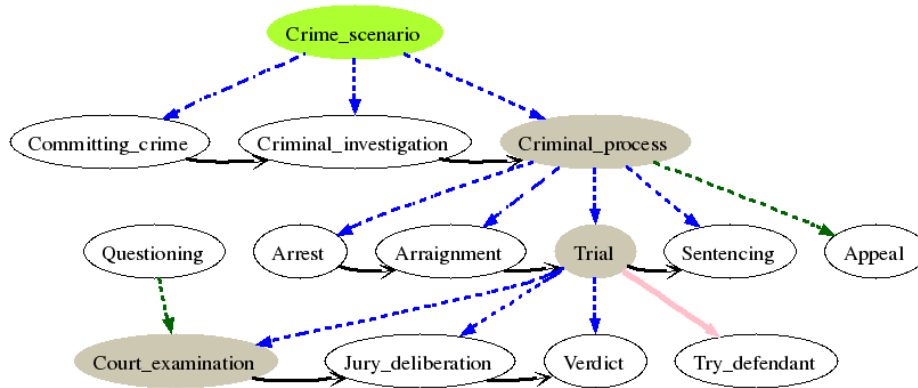 Crime_scenario
Committing_crime
Criminal_investigation
Criminal_process
Questioning
Arrest
Arraignment
Trial
Sentencing
Appeal
Court_examination
Jury_deliberation
Verdict
Try_defendant